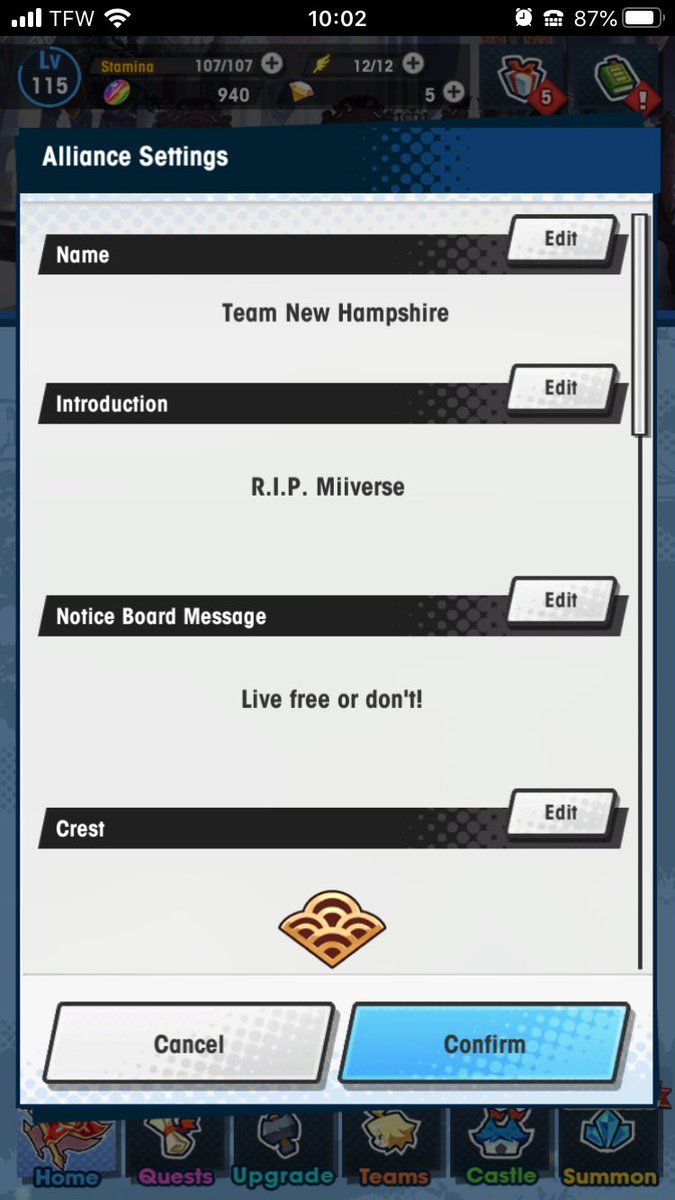 TFW 10:02 87%
Lv
115
Stamina 107/107 12/12
940 5
5
!
Alliance Settings
Name
Edit
Team New Hampshire
Introduction
Edit
R.I.P. Miiverse
Notice Board Message
Edit
Live free or don't!
Crest
Edit
Cancel
Confirm
Home Quests Upgrade Teams Castle Summon